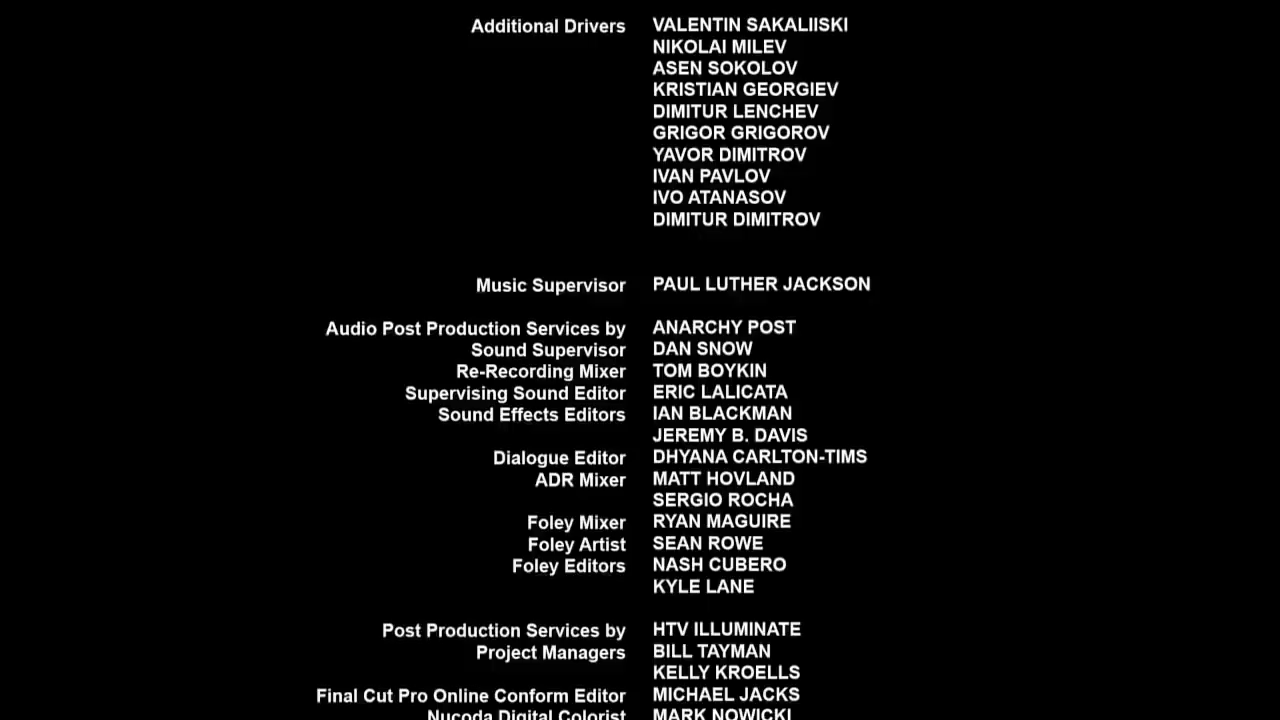 Additional Drivers VALENTIN SAKALIISKI
NIKOLAI MILEV
ASEN SOKOLOV
KRISTIAN GEORGIEV
DIMITUR LENCHEV
GRIGOR GRIGOROV
YAVOR DIMITROV
IVAN PAVLOV
IVO ATANASOV
DIMITUR DIMITROV
Music Supervisor PAUL LUTHER JACKSON
Audio Post Production Services by ANARCHY POST
Sound Supervisor DAN SNOW
Re-Recording Mixer TOM BOYKIN
Supervising Sound Editor ERIC LALICATA
Sound Effects Editors IAN BLACKMAN
JEREMY B. DAVIS
Dialogue Editor DHYANA CARLTON-TIMS
ADR Mixer MATT HOVLAND
SERGIO ROCHA
Foley Mixer RYAN MAGUIRE
Foley Artist SEAN ROWE
Foley Editors NASH CUBERO
KYLE LANE
Post Production Services by HTV ILLUMINATE
Project Managers BILL TAYMAN
KELLY KROELLS
Final Cut Pro Online Conform Editor MICHAEL JACKS
Nucoda Digital Colorist MARK NOWICKI